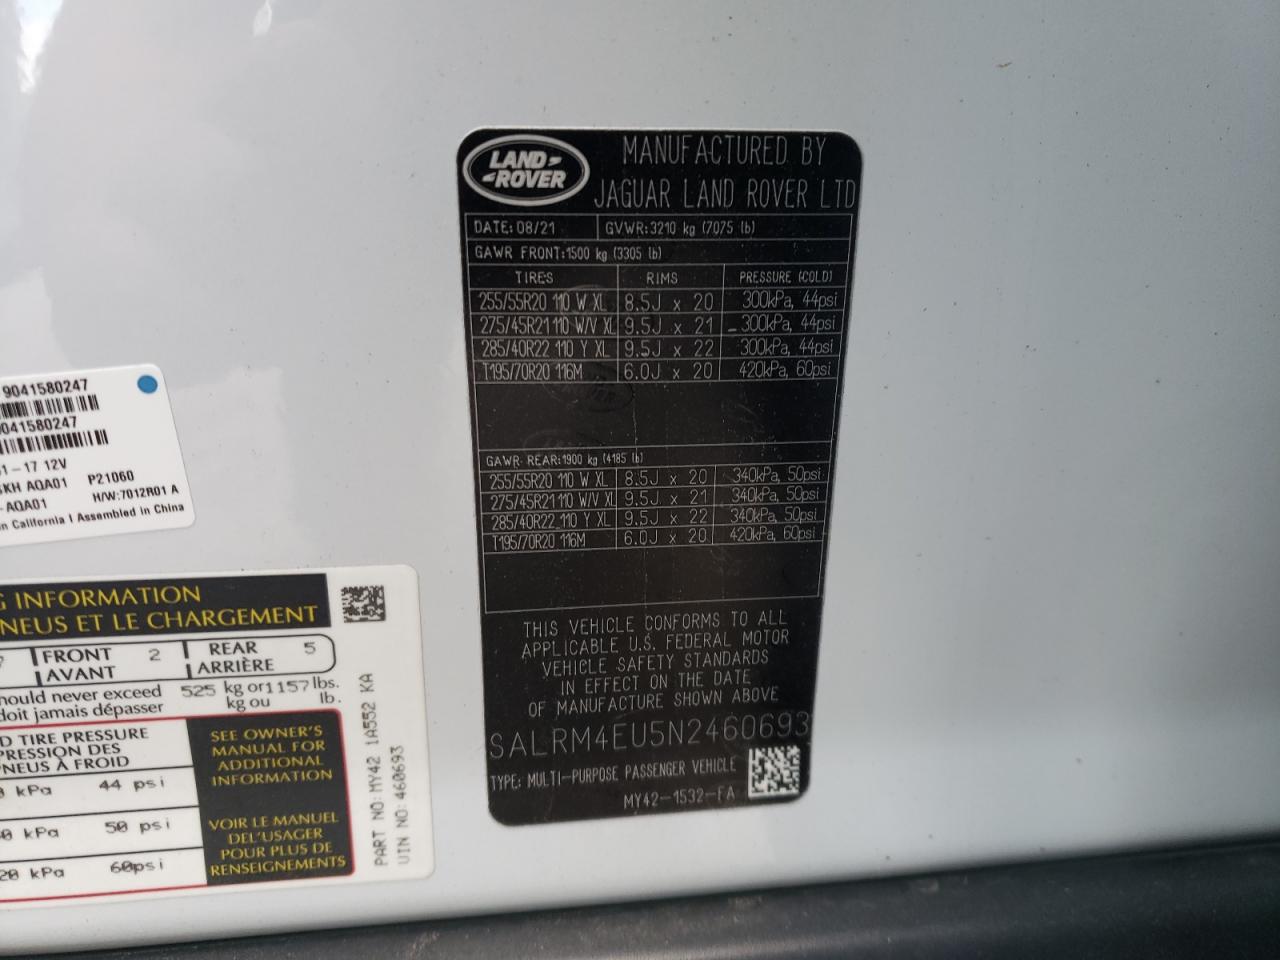 LAND
ROVER
MANUFACTURED BY
JAGUAR LAND ROVER LTD
DATE: 08/21 GVWR: 3210 kg (7075 lb)
GAWR FRONT: 1500 kg (3305 lb)
TIRES RIMS PRESSURE (COLD)
255/55R20 110 W XL 8.5J x 20 300kPa, 44psi
275/45R21 110 W/V XL 9.5J x 21 300kPa, 44psi
285/40R22 110 Y XL 9.5J x 22 300kPa, 44psi
T195/70R20 116M 6.0J x 20 420kPa, 60psi
GAWR REAR: 1900 kg (4185 lb)
255/55R20 110 W XL 8.5J x 20 340kPa, 50psi
275/45R21 110 W/V XL 9.5J x 21 340kPa, 50psi
285/40R22 110 Y XL 9.5J x 22 340kPa, 50psi
T195/70R20 116M 6.0J x 20 420kPa, 60psi
THIS VEHICLE CONFORMS TO ALL
APPLICABLE U.S. FEDERAL MOTOR
VEHICLE SAFETY STANDARDS
IN EFFECT ON THE DATE
OF MANUFACTURE SHOWN ABOVE
SALRM4EU5N2460693
TYPE: MULTI-PURPOSE PASSENGER VEHICLE
MY42-1532-FA
9041580247
041580247
1-17 12V
KH AQA01 P21060
-AQA01 H/W:7012R01 A
n California | Assembled in China
G INFORMATION
NEUS ET LE CHARGEMENT
FRONT 2 REAR 5
AVANT ARRIÈRE
hould never exceed 525 kg or 1157 lbs.
doit jamais dépasser kg ou lb.
D TIRE PRESSURE
PRESSION DES
NEUS À FROID
kPa 44 psi
kPa 50 psi
20 kPa 60psi
SEE OWNER'S
MANUAL FOR
ADDITIONAL
INFORMATION
VOIR LE MANUEL
DEL'USAGER
POUR PLUS DE
RENSEIGNEMENTS
PART NO: MY42 1A552 KA
VIN NO: 460693